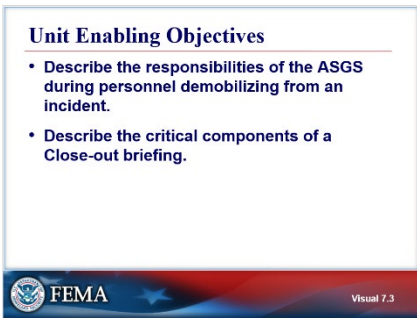 Unit Enabling Objectives
• Describe the responsibilities of the ASGS
during personnel demobilizing from an
incident.
• Describe the critical components of a
Close-out briefing.
FEMA
Visual 7.3